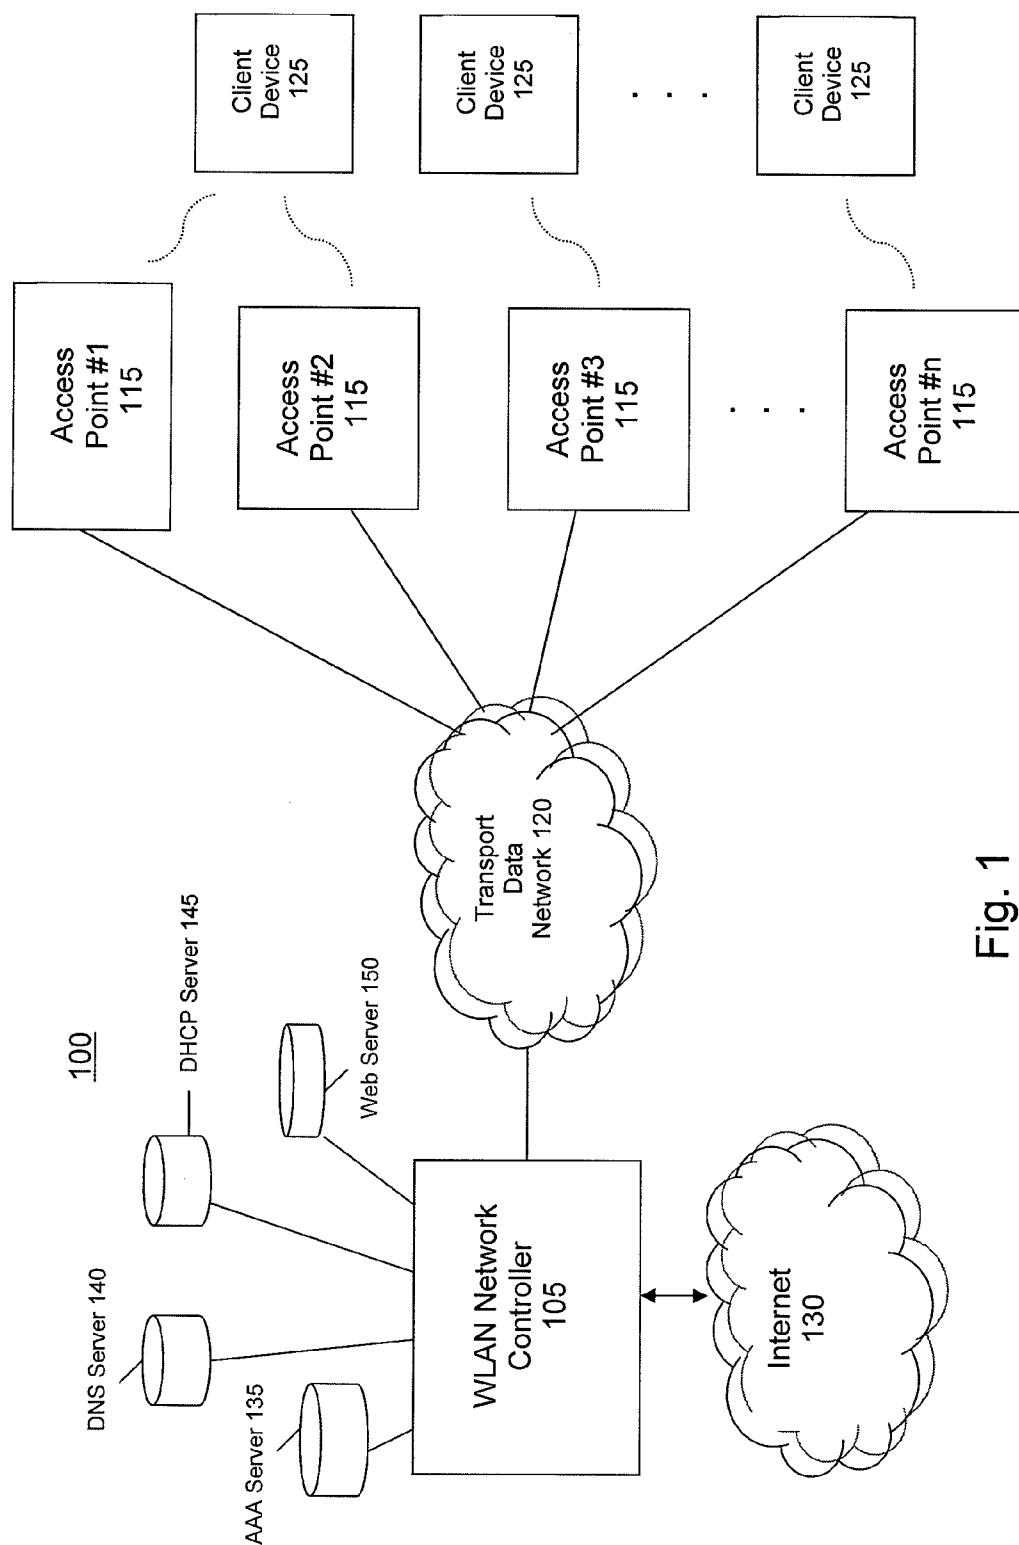 100
AAA Server 135
DNS Server 140
DHCP Server 145
Web Server 150
WLAN Network
Controller
105
Internet
130
Transport
Data
Network 120
Access
Point #1
115
Access
Point #2
115
Access
Point #3
115
. . .
Access
Point #n
115
Client
Device
125
Client
Device
125
. . .
Client
Device
125
Fig. 1